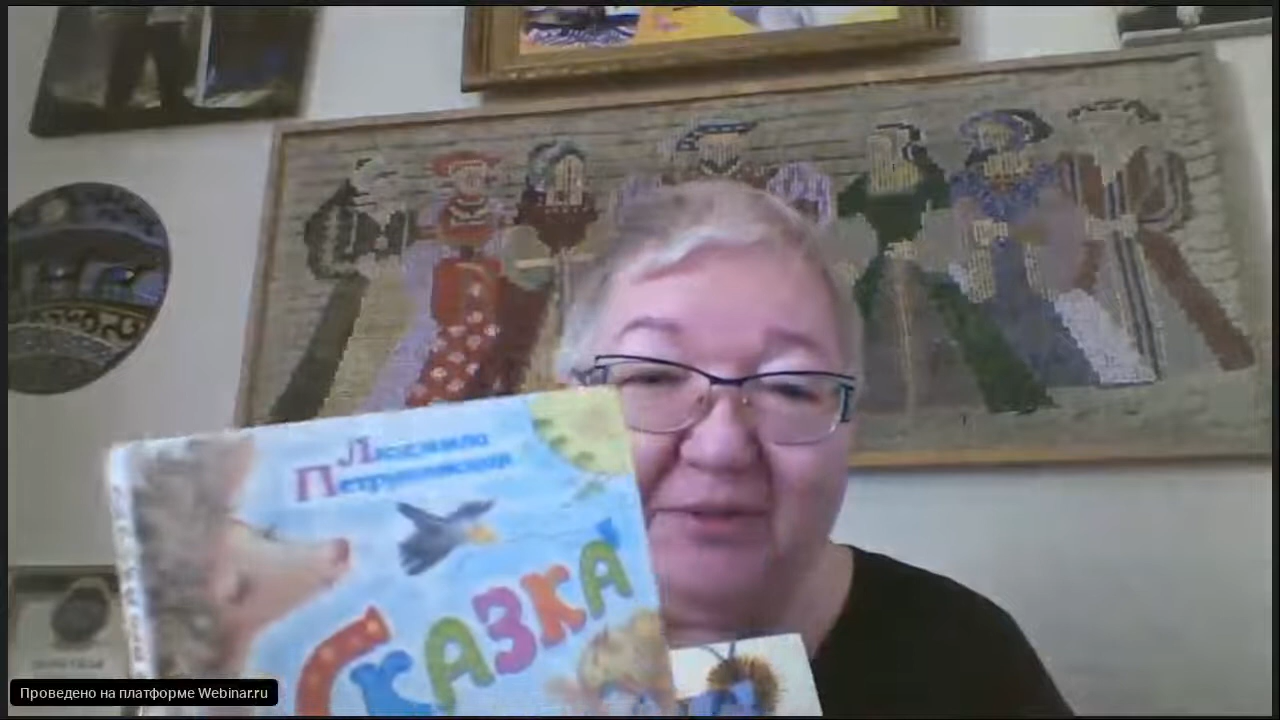 Людмила
Петрушевская
СКАЗКА
Проведено на платформе Webinar.ru